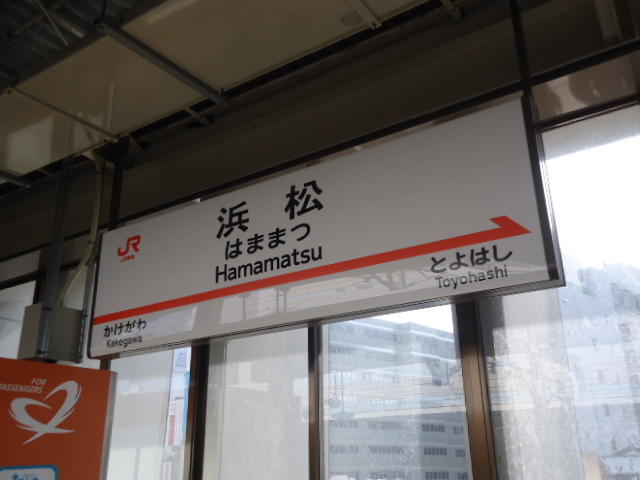 JR
浜松
はままつ
Hamamatsu
かけがわ
Kakegawa
とよはし
Toyohashi
FOR
PASSENGERS